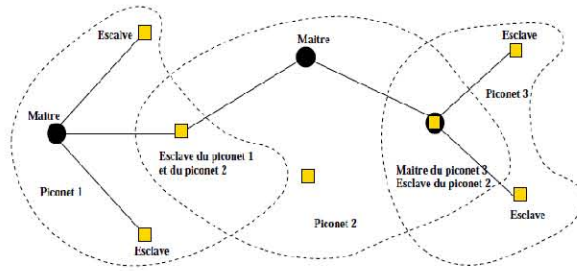 Escalve
Maitre
Esclave
Maitre
Piconet 3
Esclave du piconet 1
et du piconet 2
Maitre du piconet 3
Esclave du piconet 2
Piconet 1
Piconet 2
Esclave
Esclave